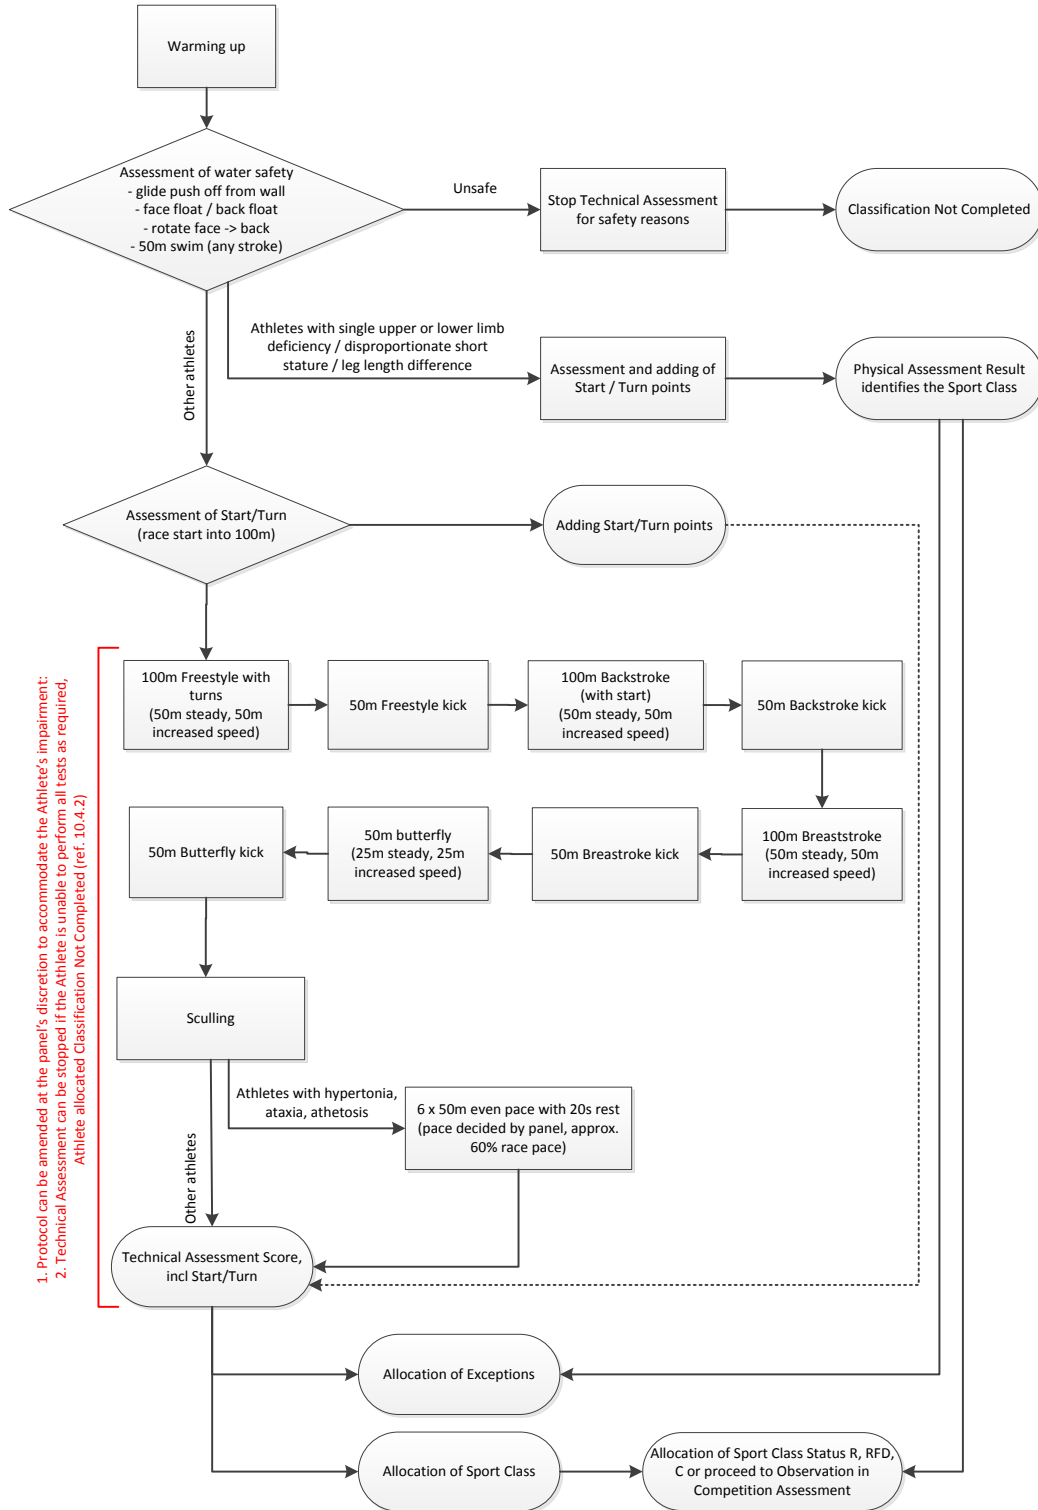 Warming up
Assessment of water safety
- glide push off from wall
- face float / back float
- rotate face -> back
- 50m swim (any stroke)
Unsafe
Stop Technical Assessment
for safety reasons
Classification Not Completed
Other athletes
Athletes with single upper or lower limb
deficiency / disproportionate short
stature / leg length difference
Assessment and adding of
Start / Turn points
Physical Assessment Result
identifies the Sport Class
Assessment of Start/Turn
(race start into 100m)
Adding Start/Turn points
1. Protocol can be amended at the panel's discretion to accommodate the Athlete's impairment:
2. Technical Assessment can be stopped if the Athlete is unable to perform all tests as required,
Athlete allocated Classification Not Completed (ref. 10.4.2)
100m Freestyle with
turns
(50m steady, 50m
increased speed)
50m Freestyle kick
100m Backstroke
(with start)
(50m steady, 50m
increased speed)
50m Backstroke kick
50m Butterfly kick
50m butterfly
(25m steady, 25m
increased speed)
50m Breastroke kick
100m Breaststroke
(50m steady, 50m
increased speed)
Sculling
Athletes with hypertonia,
ataxia, athetosis
6 x 50m even pace with 20s rest
(pace decided by panel, approx.
60% race pace)
Other athletes
Technical Assessment Score,
incl Start/Turn
Allocation of Exceptions
Allocation of Sport Class
Allocation of Sport Class Status R, RFD,
C or proceed to Observation in
Competition Assessment